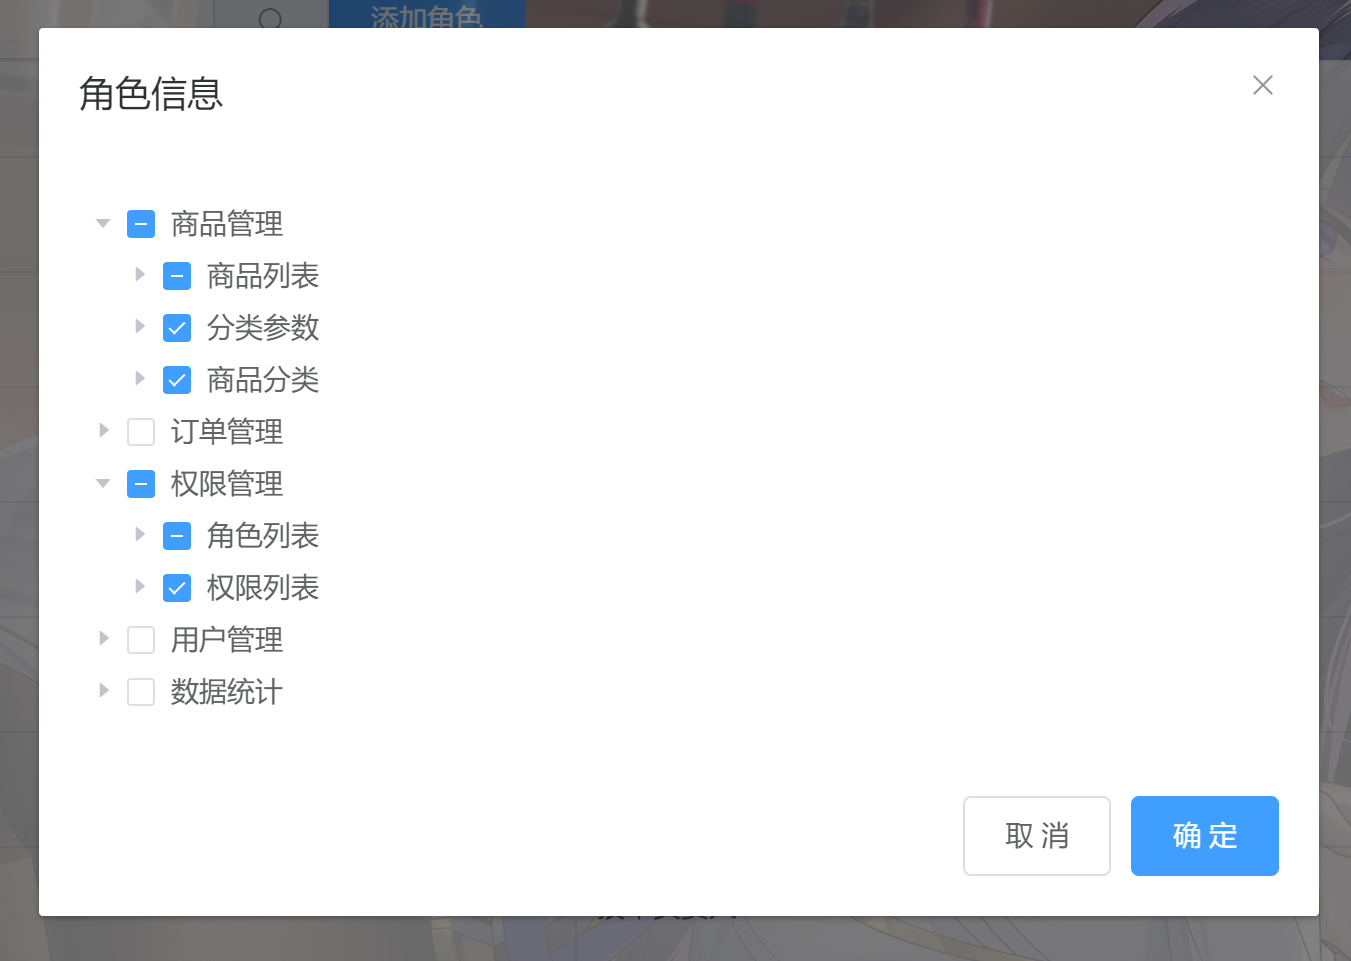 添加角色
角色信息
商品管理
商品列表
分类参数
商品分类
订单管理
权限管理
角色列表
权限列表
用户管理
数据统计
取 消
确 定